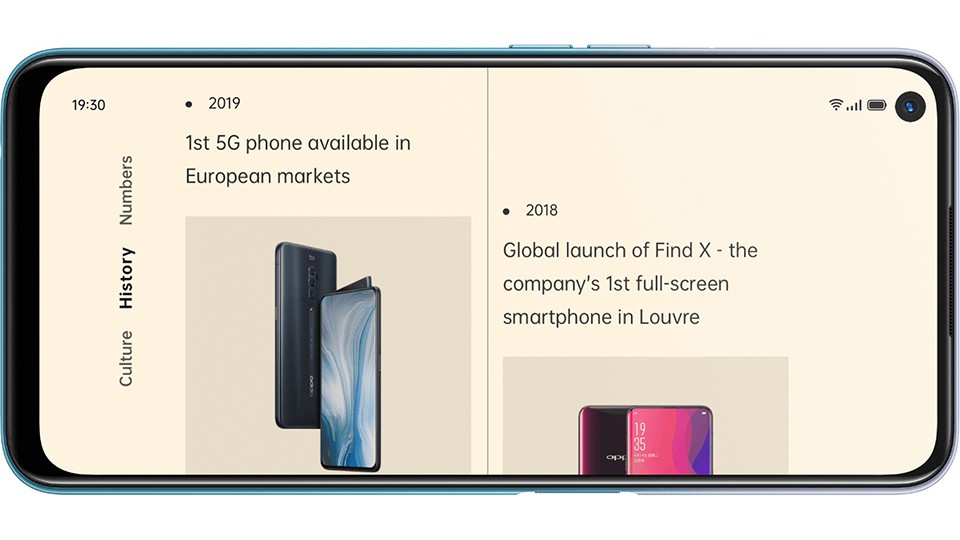 19:30
Numbers
History
Culture
2019
1st 5G phone available in
European markets
oppo
2018
Global launch of Find X - the
company's 1st full-screen
smartphone in Louvre
opp
19
35